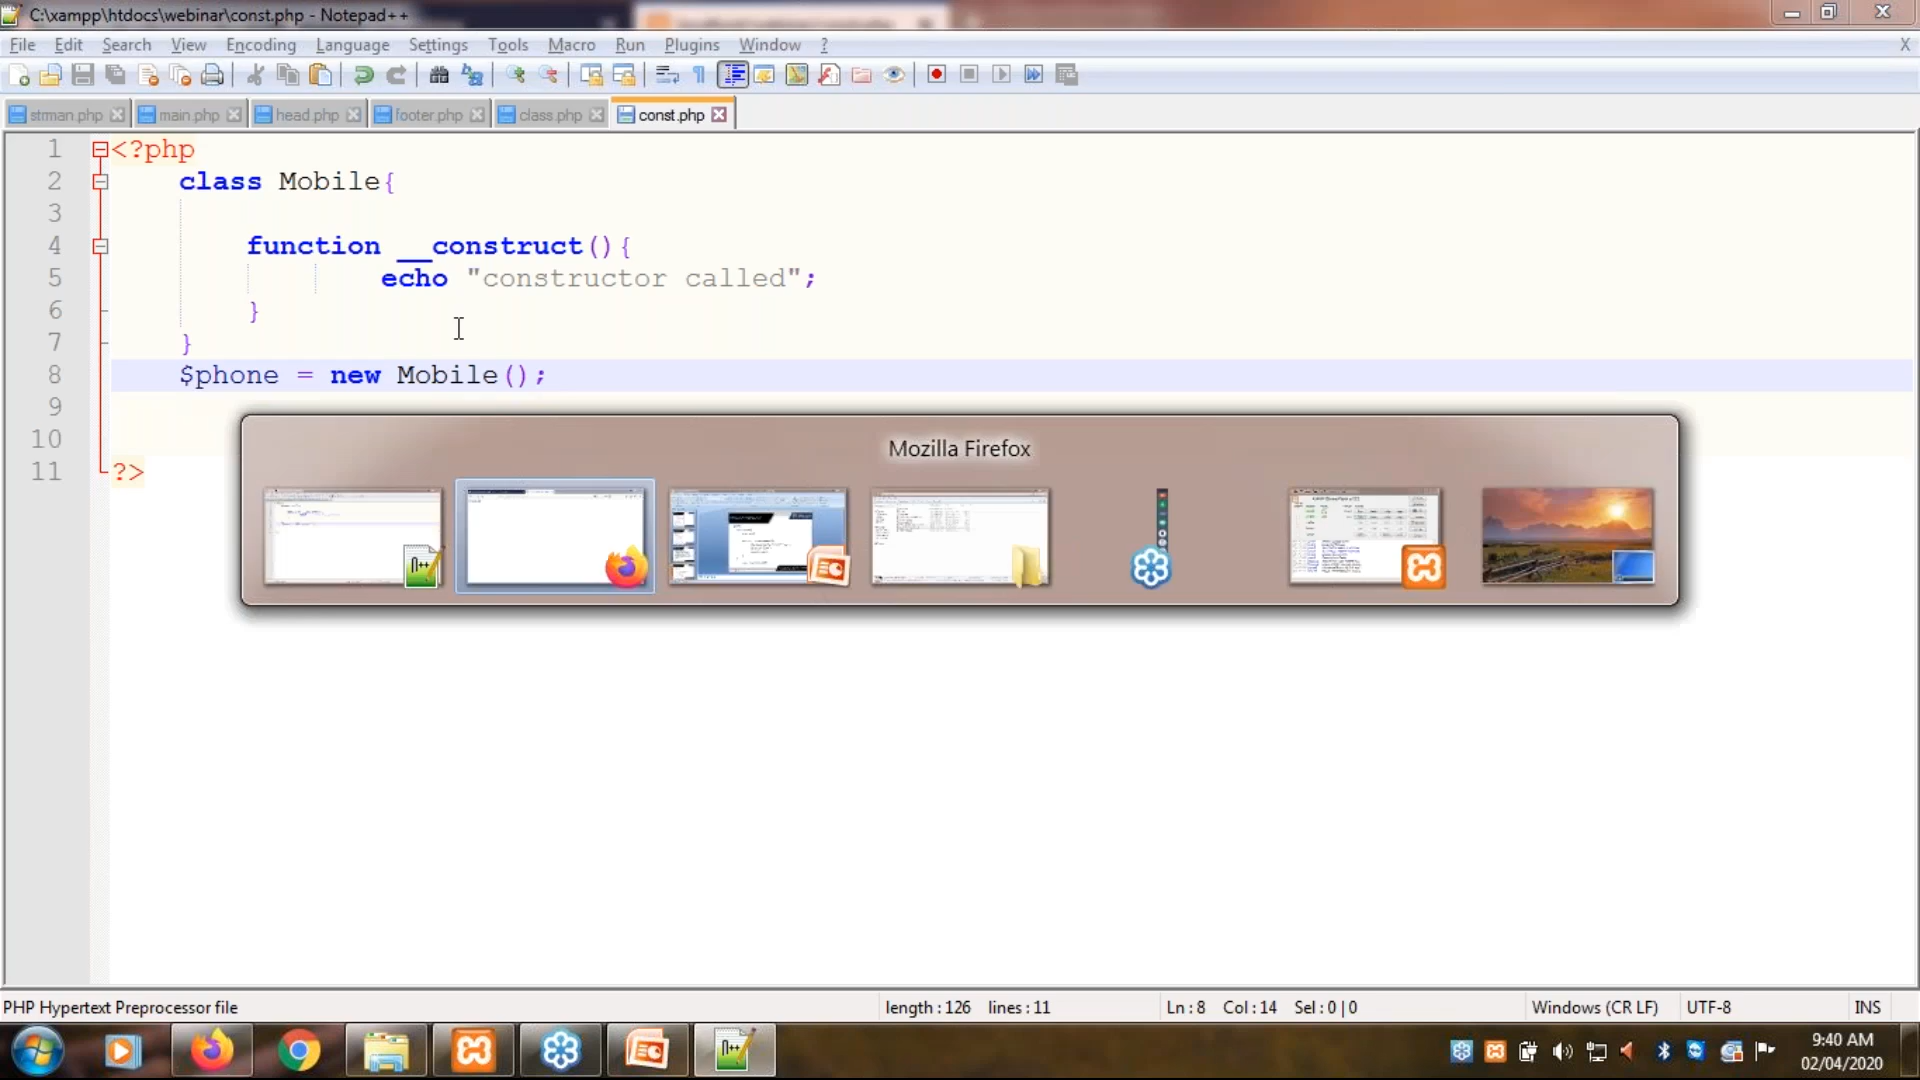 C:\xampp\htdocs\webinar\const.php - Notepad++
File Edit Search View Encoding Language Settings Tools Macro Run Plugins Window ? X
strman.php main.php head.php footer.php class.php const.php
1 <?php
2 class Mobile{
3
4 function __construct(){
5 echo "constructor called";
6 }
7 }
8 $phone = new Mobile();
9
10
11 ?>
Mozilla Firefox
PHP Hypertext Preprocessor file length : 126 lines : 11 Ln : 8 Col : 14 Sel : 0 | 0 Windows (CR LF) UTF-8 INS
9:40 AM
02/04/2020